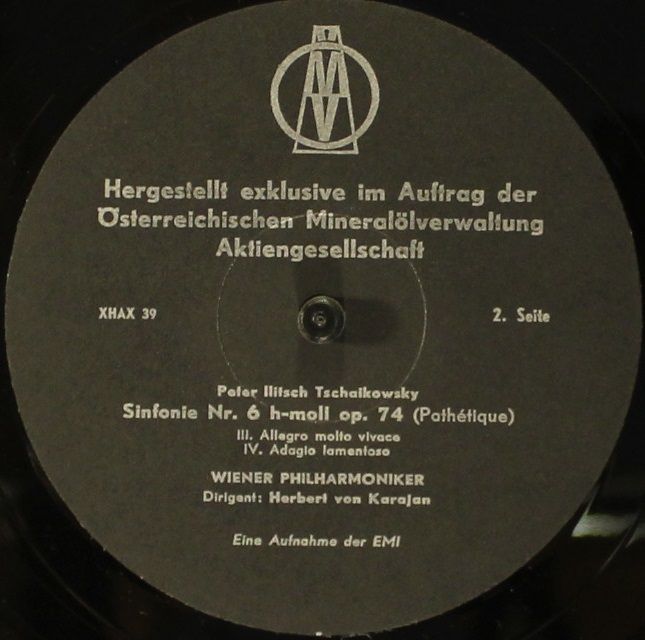 ÖMV
Hergestellt exklusive im Auftrag der
Österreichischen Mineralölverwaltung
Aktiengesellschaft
XHAX 39
2. Seite
Peter Ilitsch Tschaikowsky
Sinfonie Nr. 6 h-moll op. 74 (Pathétique)
III. Allegro molto vivace
IV. Adagio lamentoso
WIENER PHILHARMONIKER
Dirigent: Herbert von Karajan
Eine Aufnahme der EMI